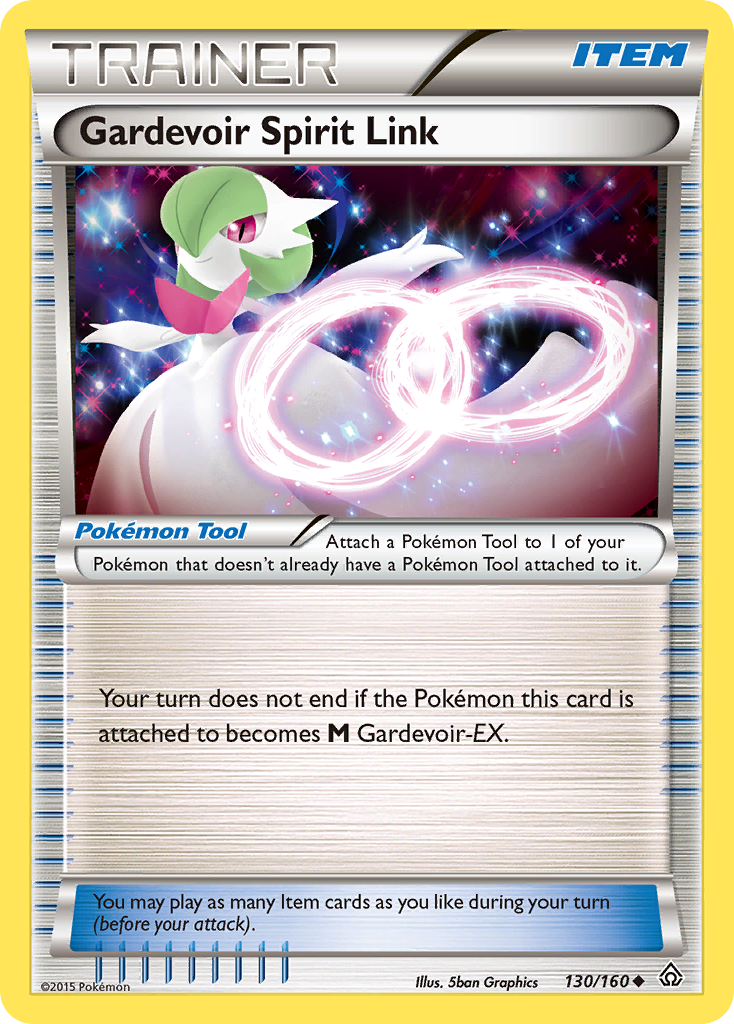 TRAINER
ITEM
Gardevoir Spirit Link
Pokémon Tool
Attach a Pokémon Tool to 1 of your
Pokémon that doesn't already have a Pokémon Tool attached to it.
Your turn does not end if the Pokémon this card is
attached to becomes M Gardevoir-EX.
You may play as many Item cards as you like during your turn
(before your attack).
©2015 Pokémon
Illus. 5ban Graphics
130/160